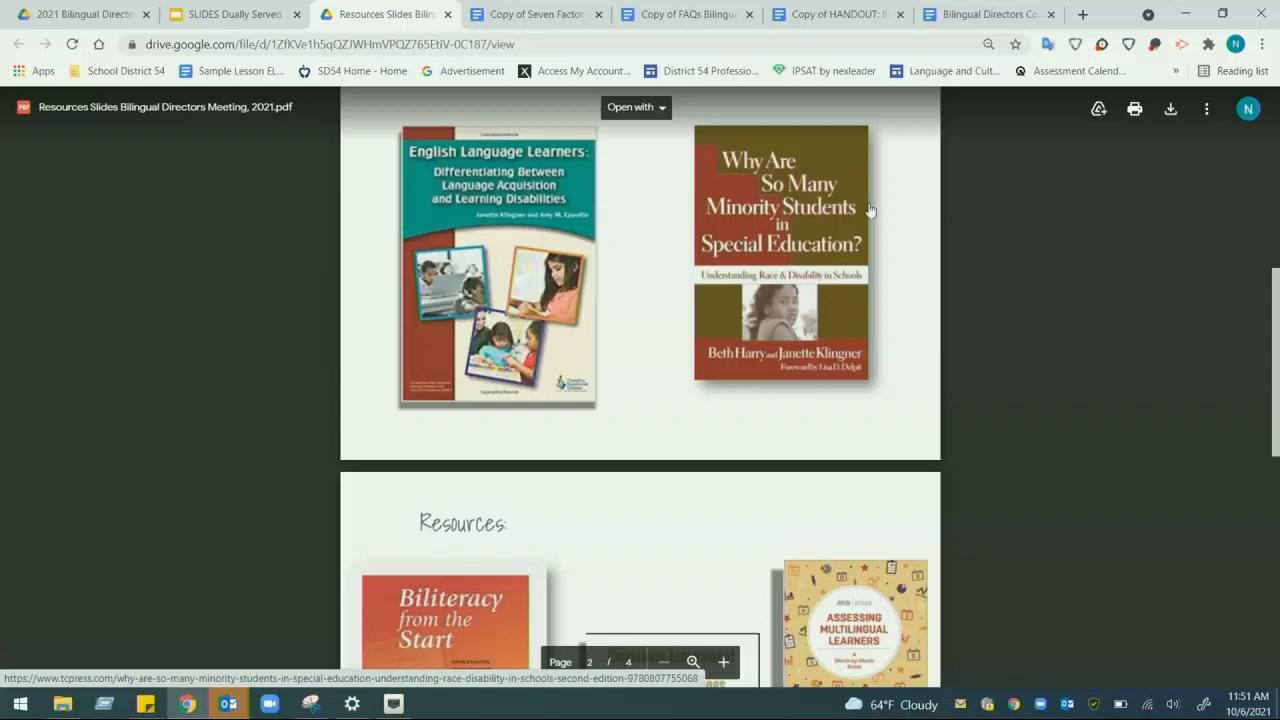 2021 Bilingual Directo
SLIDES Dually Served
Resources Slides Biling
Copy of Seven Factor
Copy of FAQs Bilingua
Copy of HANDOUT; B
Bilingual Directors Co
drive.google.com/file/d/1ZfKVe1h5qQZJWHmVPQZ765EtiV-0C187/view
N
Apps
School District 54
Sample Lesson EL...
SD54 Home - Home
Advertisement
Access My Account...
District 54 Professio...
IPSAT by nexleader
Language and Cult...
Assessment Calend...
»
Reading list
PDF
Resources Slides Bilingual Directors Meeting, 2021.pdf
Open with
N
English Language Learners:
Differentiating Between
Language Acquisition
and Learning Disabilities
Janette Klingner and Amy M. Eppolito
Why Are
So Many
Minority Students
in
Special Education?
Understanding Race & Disability in Schools
Beth Harry and Janette Klingner
Foreword by Lisa D. Delpit
Resources:
Biliteracy
from the
Start
ASSESSING
MULTILINGUAL
LEARNERS
A
Month-by-Month
Guide
Page 2 / 4
https://www.tcpress.com/why-are-so-many-minority-students-in-special-education-understanding-race-disability-in-schools-second-edition-9780807755068
64°F Cloudy
11:51 AM
10/6/2021